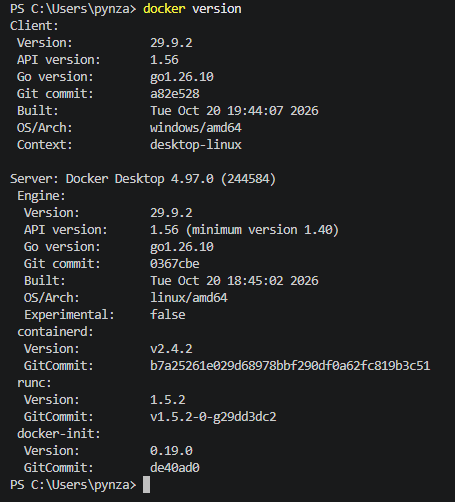 PS C:\Users\pynza> docker version
Client:
 Version:           29.9.2
 API version:       1.56
 Go version:        go1.26.10
 Git commit:        a82e528
 Built:             Tue Oct 20 19:44:07 2026
 OS/Arch:           windows/amd64
 Context:           desktop-linux

Server: Docker Desktop 4.97.0 (244584)
 Engine:
  Version:          29.9.2
  API version:      1.56 (minimum version 1.40)
  Go version:       go1.26.10
  Git commit:       0367cbe
  Built:            Tue Oct 20 18:45:02 2026
  OS/Arch:          linux/amd64
  Experimental:     false
 containerd:
  Version:          v2.4.2
  GitCommit:        b7a25261e029d68978bbf290df0a62fc819b3c51
 runc:
  Version:          1.5.2
  GitCommit:        v1.5.2-0-g29dd3dc2
 docker-init:
  Version:          0.19.0
  GitCommit:        de40ad0
PS C:\Users\pynza>